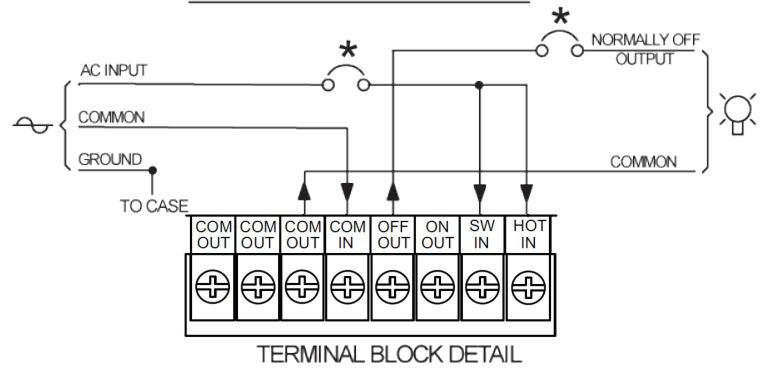 *
NORMALLY OFF
OUTPUT
*
AC INPUT
COMMON
GROUND
COMMON
TO CASE
COM OUT
COM OUT
COM OUT
COM IN
OFF OUT
ON OUT
SW IN
HOT IN
TERMINAL BLOCK DETAIL